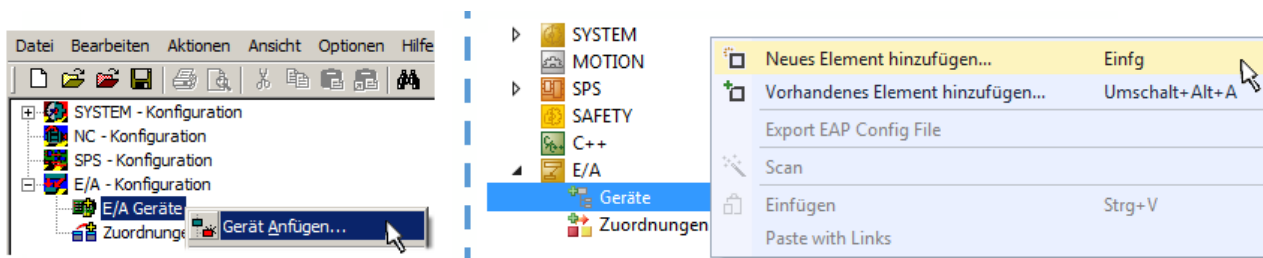 Datei Bearbeiten Aktionen Ansicht Optionen Hilfe
SYSTEM - Konfiguration
NC - Konfiguration
SPS - Konfiguration
E/A - Konfiguration
E/A Geräte
Gerät Anfügen...
Zuordnunge
SYSTEM
MOTION
SPS
SAFETY
C++
E/A
Geräte
Zuordnungen
Neues Element hinzufügen... Einfg
Vorhandenes Element hinzufügen... Umschalt+Alt+A
Export EAP Config File
Scan
Einfügen Strg+V
Paste with Links